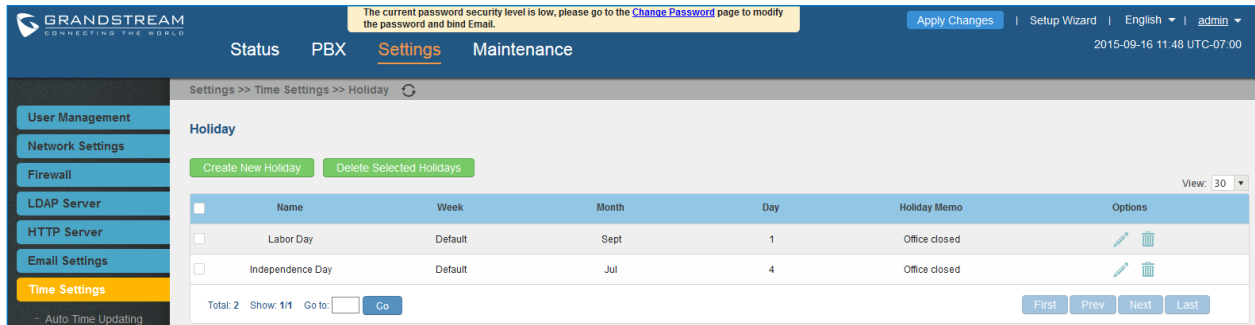 GRANDSTREAM
CONNECTING THE WORLD
The current password security level is low, please go to the Change Password page to modify
the password and bind Email.
Apply Changes | Setup Wizard | English | admin
Status PBX Settings Maintenance
2015-09-16 11:48 UTC-07:00
Settings >> Time Settings >> Holiday
User Management
Network Settings
Firewall
LDAP Server
HTTP Server
Email Settings
Time Settings
- Auto Time Updating
Holiday
Create New Holiday Delete Selected Holidays
View: 30
Name Week Month Day Holiday Memo Options
Labor Day Default Sept 1 Office closed
Independence Day Default Jul 4 Office closed
Total: 2 Show: 1/1 Go to: Go
First Prev Next Last